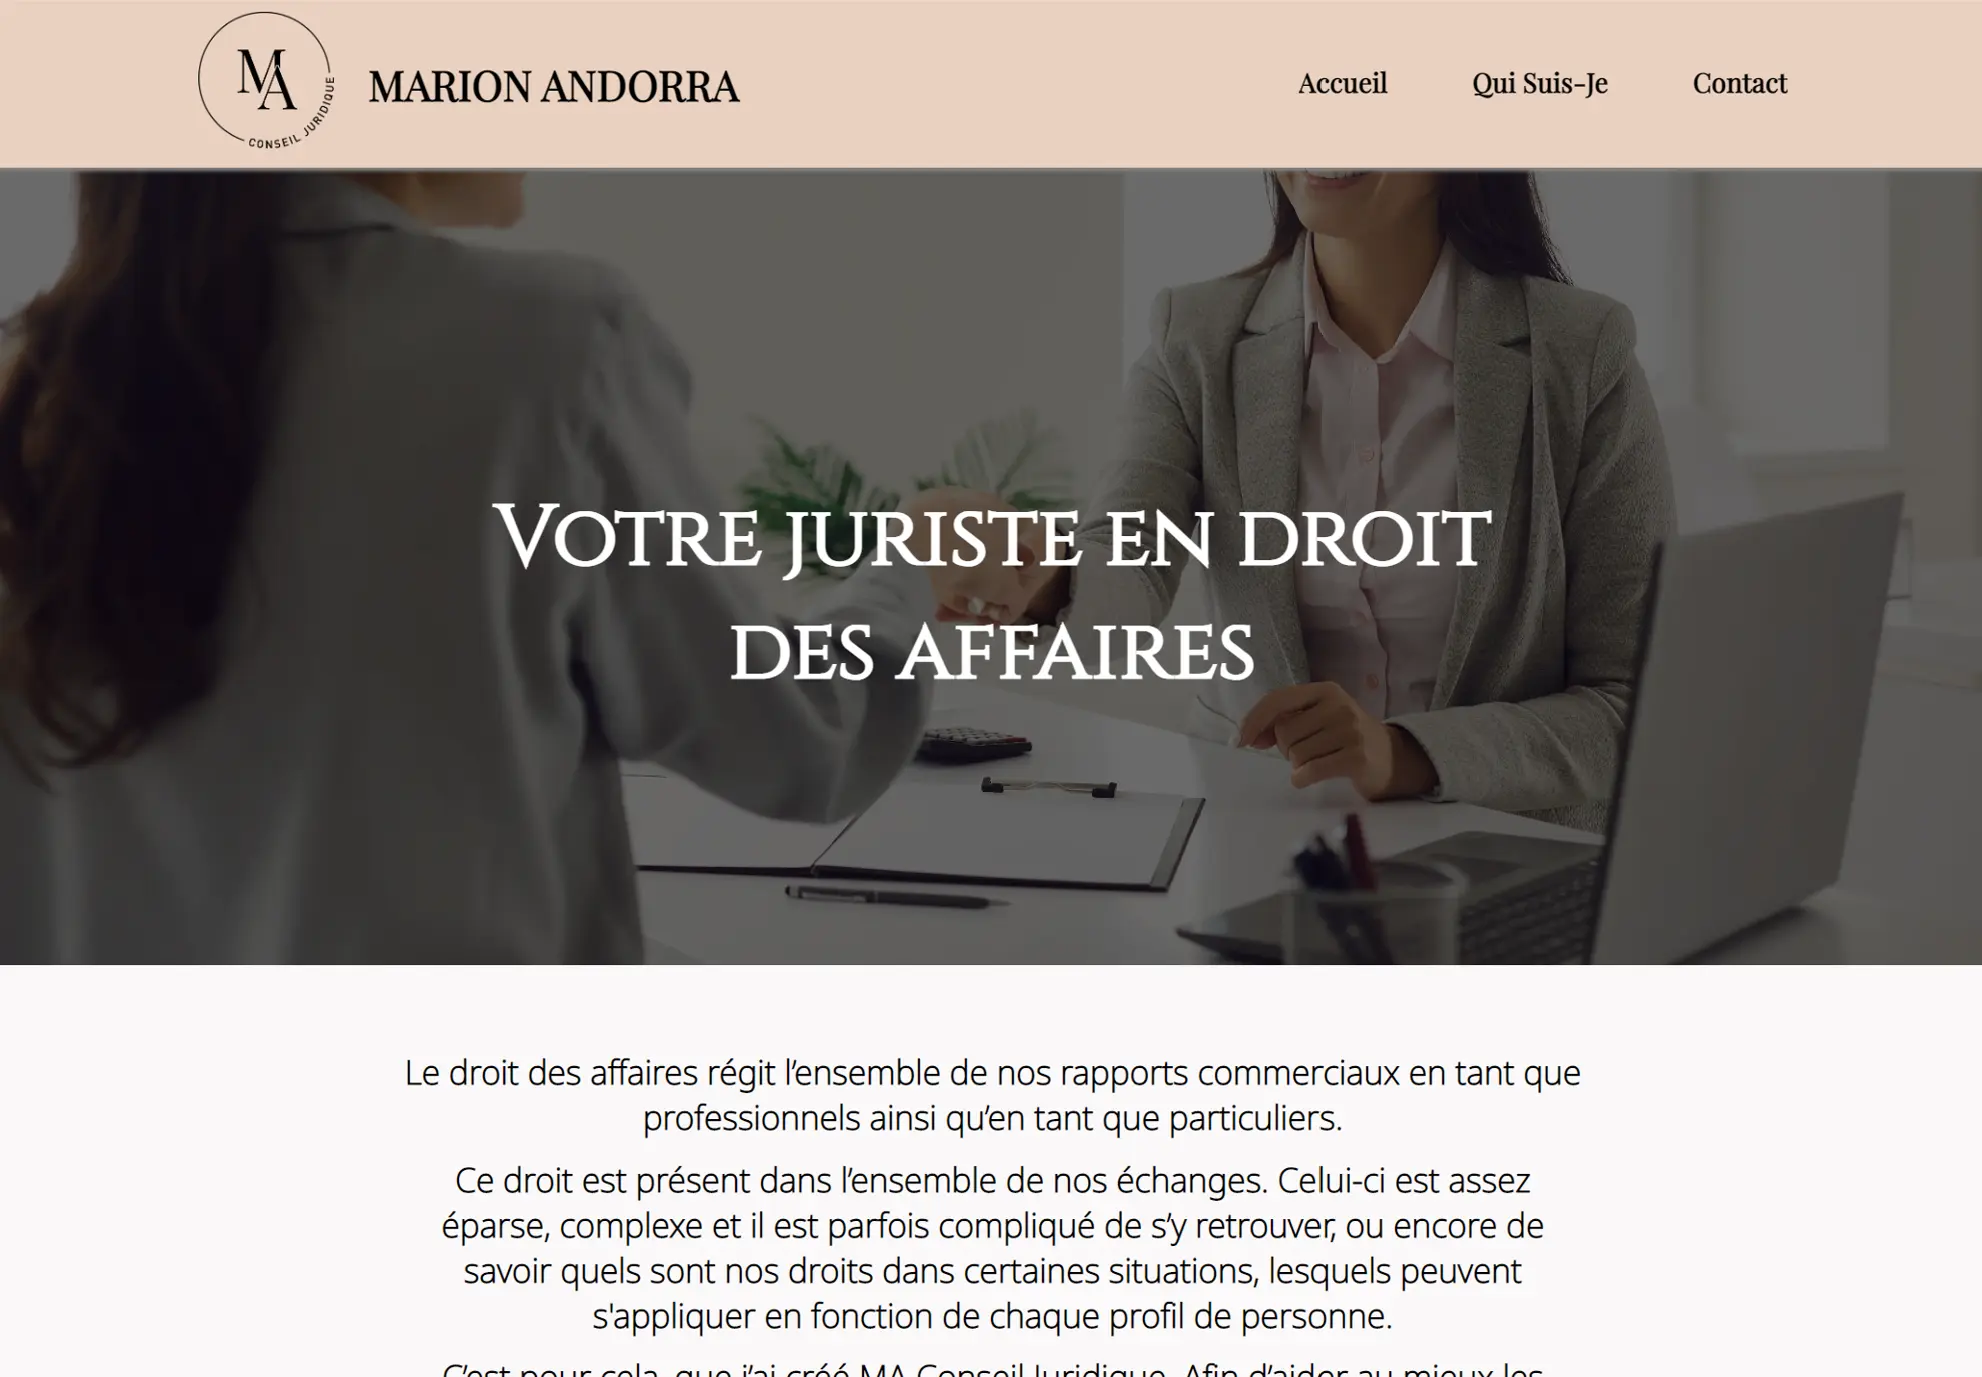 MA
CONSEIL JURIDIQUE
MARION ANDORRA
Accueil
Qui Suis-Je
Contact
Votre juriste en droit
des affaires
Le droit des affaires régit l’ensemble de nos rapports commerciaux en tant que
professionnels ainsi qu’en tant que particuliers.
Ce droit est présent dans l’ensemble de nos échanges. Celui-ci est assez
éparse, complexe et il est parfois compliqué de s’y retrouver, ou encore de
savoir quels sont nos droits dans certaines situations, lesquels peuvent
s'appliquer en fonction de chaque profil de personne.
C’est pour cela, que j’ai créé MA Conseil Juridique. Afin d’aider au mieux les